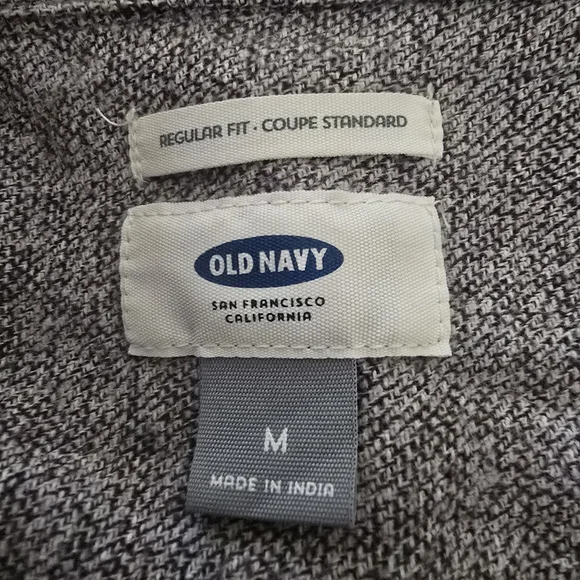 REGULAR FIT · COUPE STANDARD
OLD NAVY
SAN FRANCISCO
CALIFORNIA
M
MADE IN INDIA